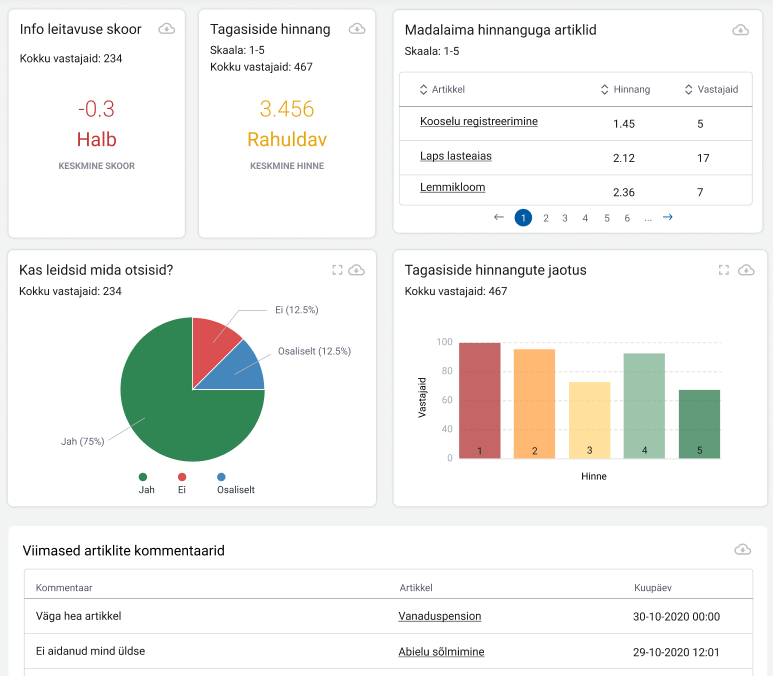 Info leitavuse skoor
Kokku vastajaid: 234
-0.3
Halb
KESKMINE SKOOR
Tagasiside hinnang
Skaala: 1-5
Kokku vastajaid: 467
3.456
Rahuldav
KESKMINE HINNE
Madalaima hinnanguga artiklid
Skaala: 1-5
Artikkel Hinnang Vastajaid
Kooselu registreerimine 1.45 5
Laps lasteaias 2.12 17
Lemmikloom 2.36 7
← 1 2 3 4 5 6 ... →
Kas leidsid mida otsisid?
Kokku vastajaid: 234
Ei (12.5%)
Osaliselt (12.5%)
Jah (75%)
Jah Ei Osaliselt
Tagasiside hinnangute jaotus
Kokku vastajaid: 467
100
80
60
40
0
Vastajaid
1 2 3 4 5
Hinne
Viimased artiklite kommentaarid
Kommentaar Artikkel Kuupäev
Väga hea artikkel Vanaduspension 30-10-2020 00:00
Ei aidanud mind üldse Abielu sõlmimine 29-10-2020 12:01